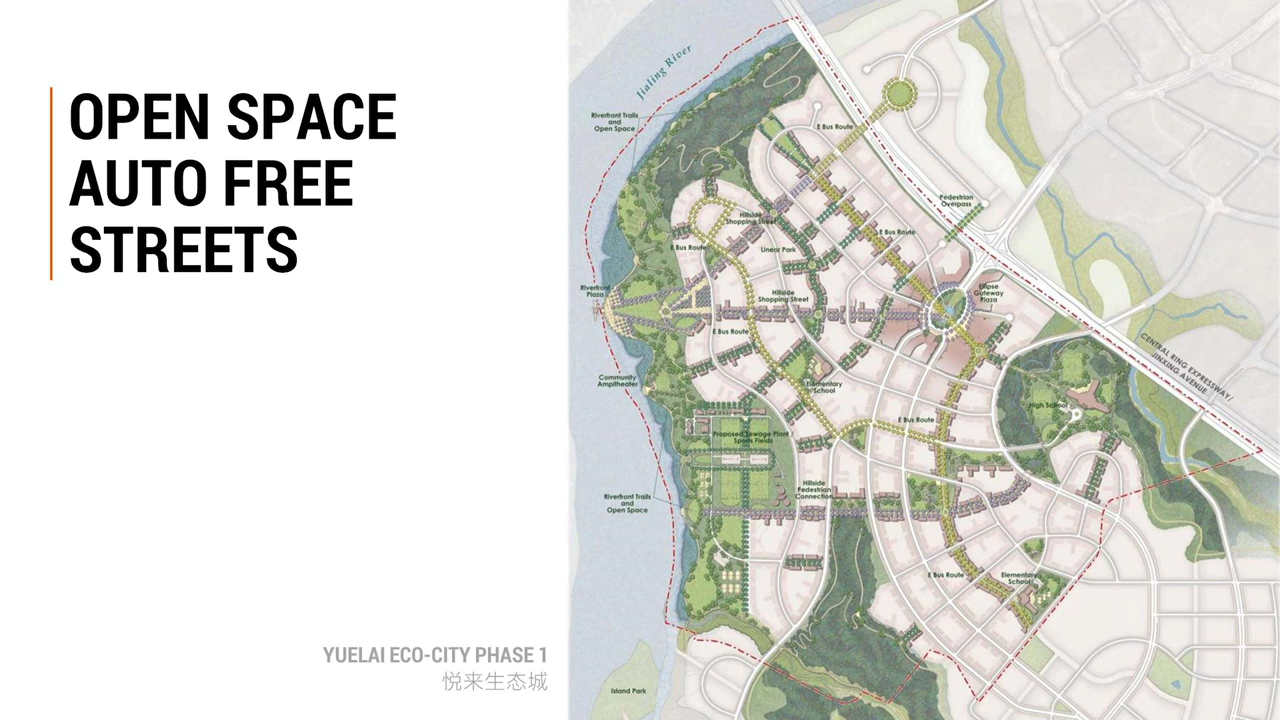 OPEN SPACE
AUTO FREE
STREETS
YUELAI ECO-CITY PHASE 1
悦来生态城
Jialing River
Riverfront Trails
and
Open Space
E Bus Route
Pedestrian
Overpass
Hillside
Shopping Street
E Bus Route
E Bus Route
Linear Park
Riverfront
Plaza
Hillside
Shopping Street
Ellipse
Gateway
Plaza
E Bus Route
CENTRAL RING EXPRESSWAY/
JINXING AVENUE
Community
Ampitheater
Elementary
School
High School
E Bus Route
Proposed Sewage Plant /
Sports Fields
Hillside
Pedestrian
Connection
Riverfront Trails
and
Open Space
E Bus Route
Elementary
School
Island Park